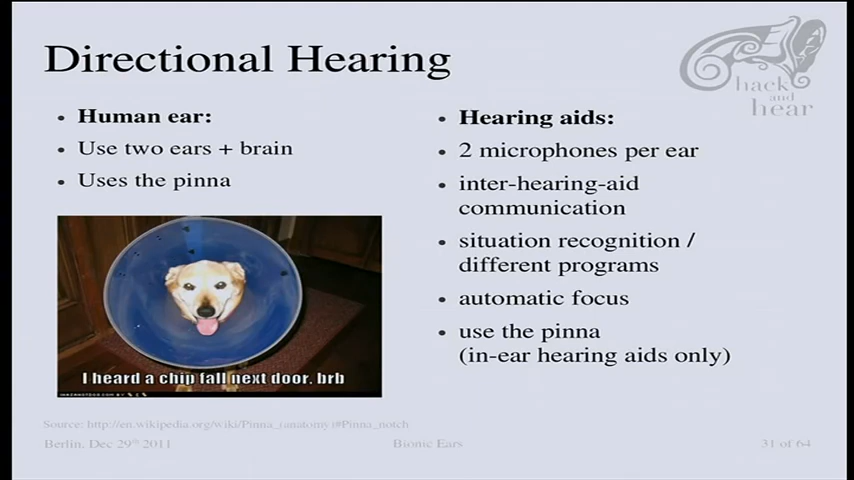 Directional Hearing
hack
and
hear
• Human ear:
• Use two ears + brain
• Uses the pinna
I heard a chip fall next door, brb
• Hearing aids:
• 2 microphones per ear
• inter-hearing-aid
communication
• situation recognition /
different programs
• automatic focus
• use the pinna
(in-ear hearing aids only)
Source: http://en.wikipedia.org/wiki/Pinna_(anatomy)#Pinna_notch
Berlin, Dec 29th 2011
Bionic Ears
31 of 64